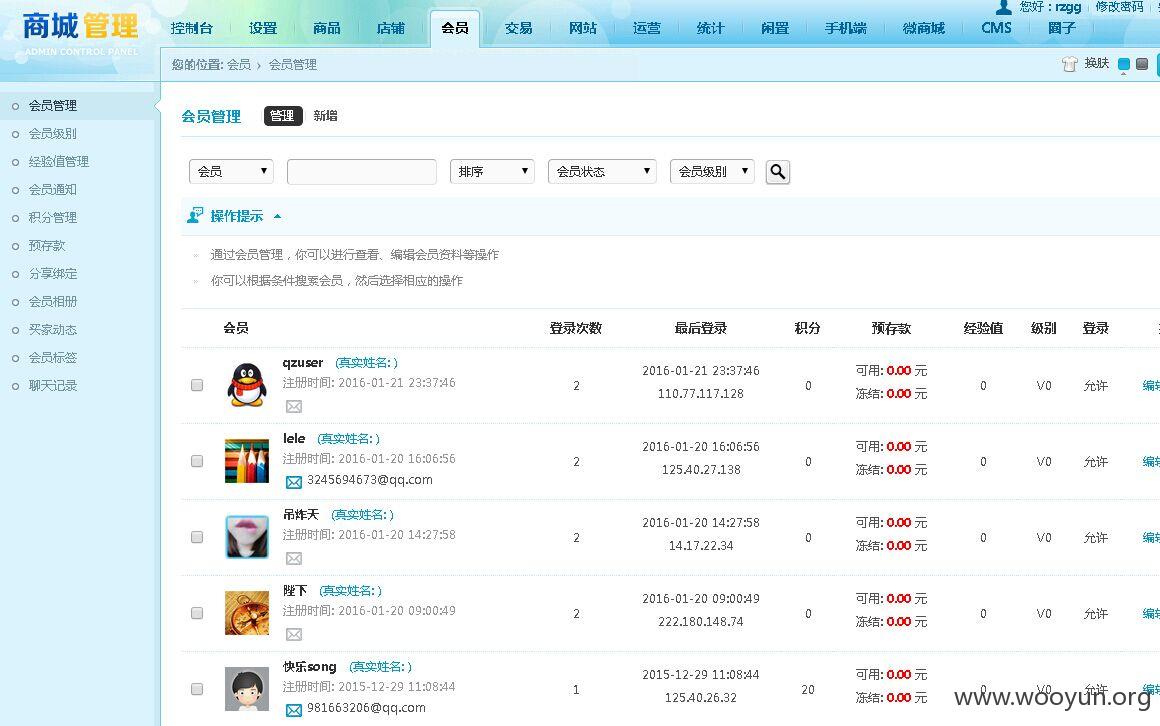 商城管理
ADMIN CONTROL PANEL
控制台 设置 商品 店铺 会员 交易 网站 运营 统计 闲置 手机端 微商城 CMS 圈子
您好：rzgg 修改密码
您的位置: 会员 › 会员管理
换肤
会员管理
会员级别
经验值管理
会员通知
积分管理
预存款
分享绑定
会员相册
买家动态
会员标签
聊天记录
会员管理 管理 新增
会员 排序 会员状态 会员级别
操作提示
通过会员管理，你可以进行查看、编辑会员资料等操作
你可以根据条件搜索会员，然后选择相应的操作
会员 登录次数 最后登录 积分 预存款 经验值 级别 登录
qzuser (真实姓名: )
注册时间: 2016-01-21 23:37:46
2
2016-01-21 23:37:46
110.77.117.128
0
可用: 0.00 元
冻结: 0.00 元
0 V0 允许 编辑
lele (真实姓名: )
注册时间: 2016-01-20 16:06:56
3245694673@qq.com
2
2016-01-20 16:06:56
125.40.27.138
0
可用: 0.00 元
冻结: 0.00 元
0 V0 允许 编辑
吊炸天 (真实姓名: )
注册时间: 2016-01-20 14:27:58
2
2016-01-20 14:27:58
14.17.22.34
0
可用: 0.00 元
冻结: 0.00 元
0 V0 允许 编辑
陛下 (真实姓名: )
注册时间: 2016-01-20 09:00:49
2
2016-01-20 09:00:49
222.180.148.74
0
可用: 0.00 元
冻结: 0.00 元
0 V0 允许 编辑
快乐song (真实姓名: )
注册时间: 2015-12-29 11:08:44
981663206@qq.com
1
2015-12-29 11:08:44
125.40.26.32
20
可用: 0.00 元
冻结: 0.00 元
0 V0 允许 编辑
www.wooyun.org